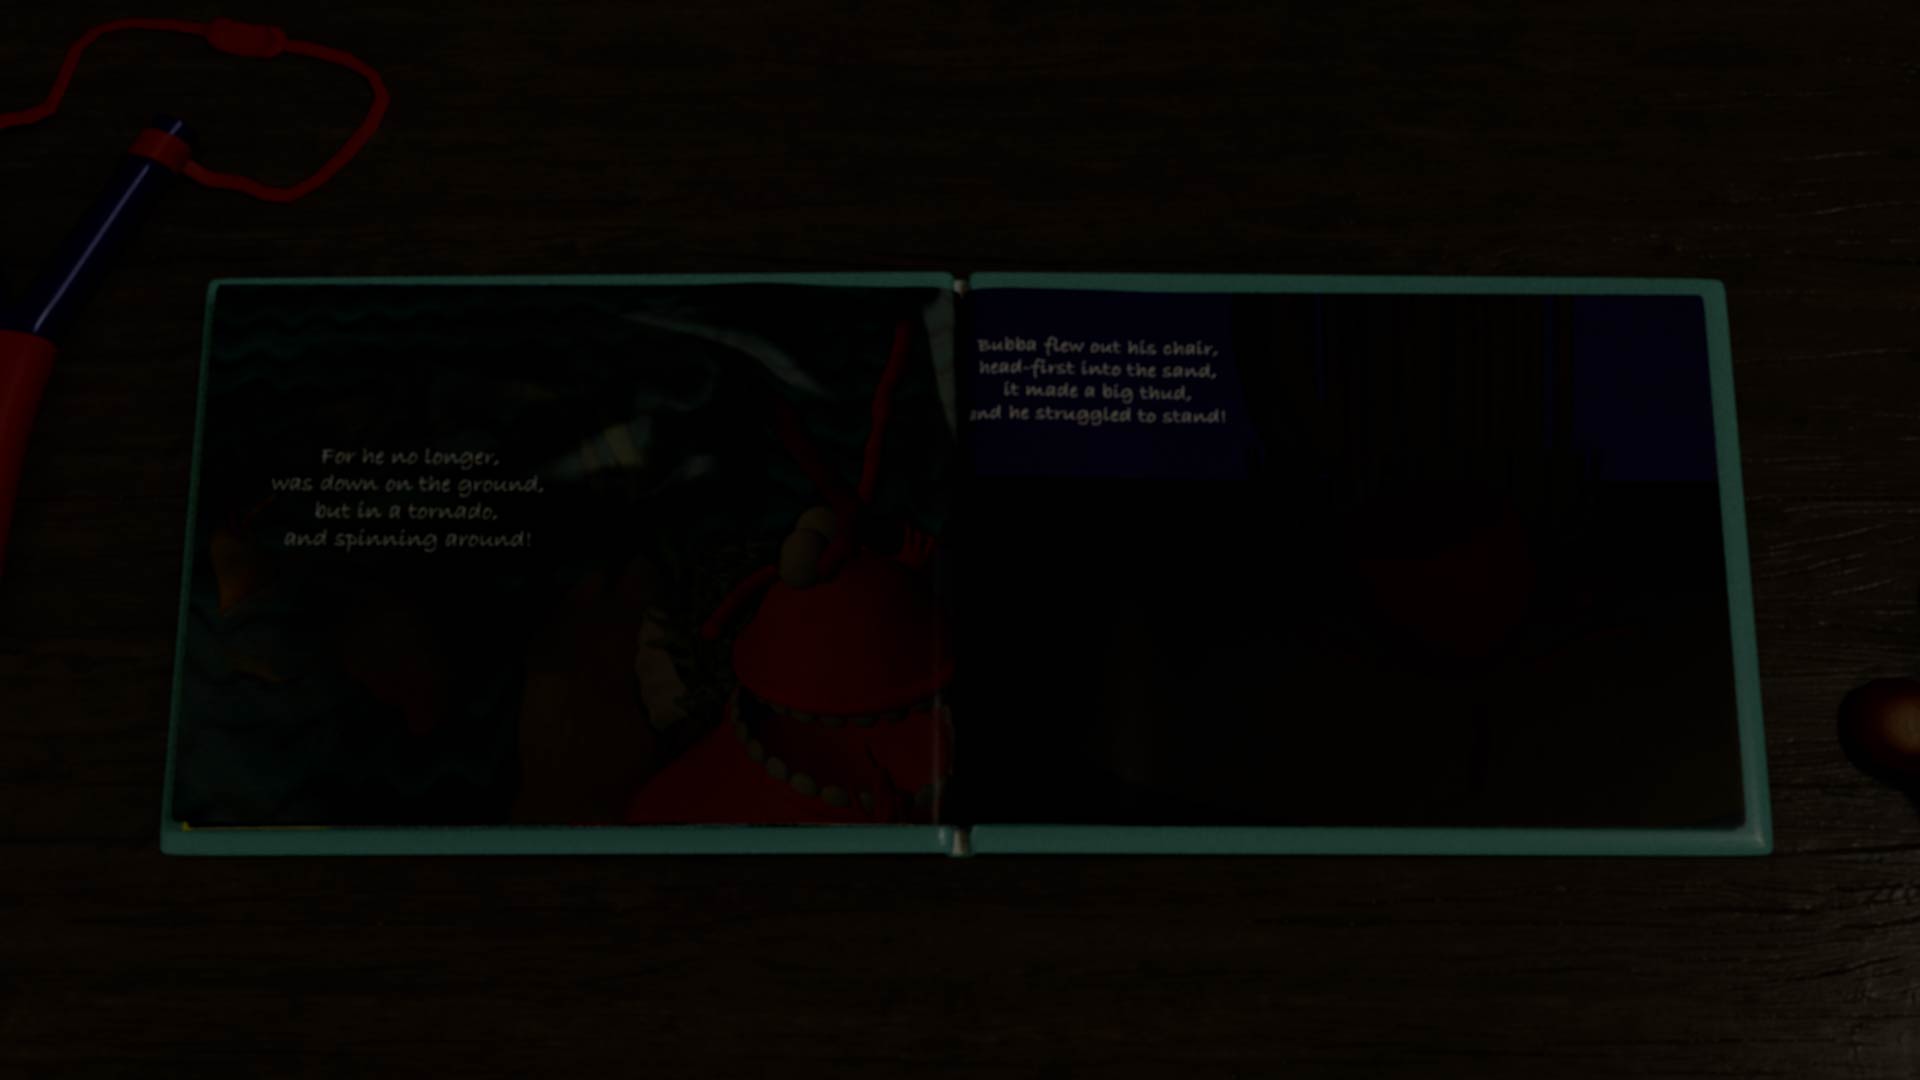 For he no longer,
was down on the ground,
but in a tornado,
and spinning around!
Bubba flew out his chair,
head-first into the sand,
it made a big thud,
and he struggled to stand!